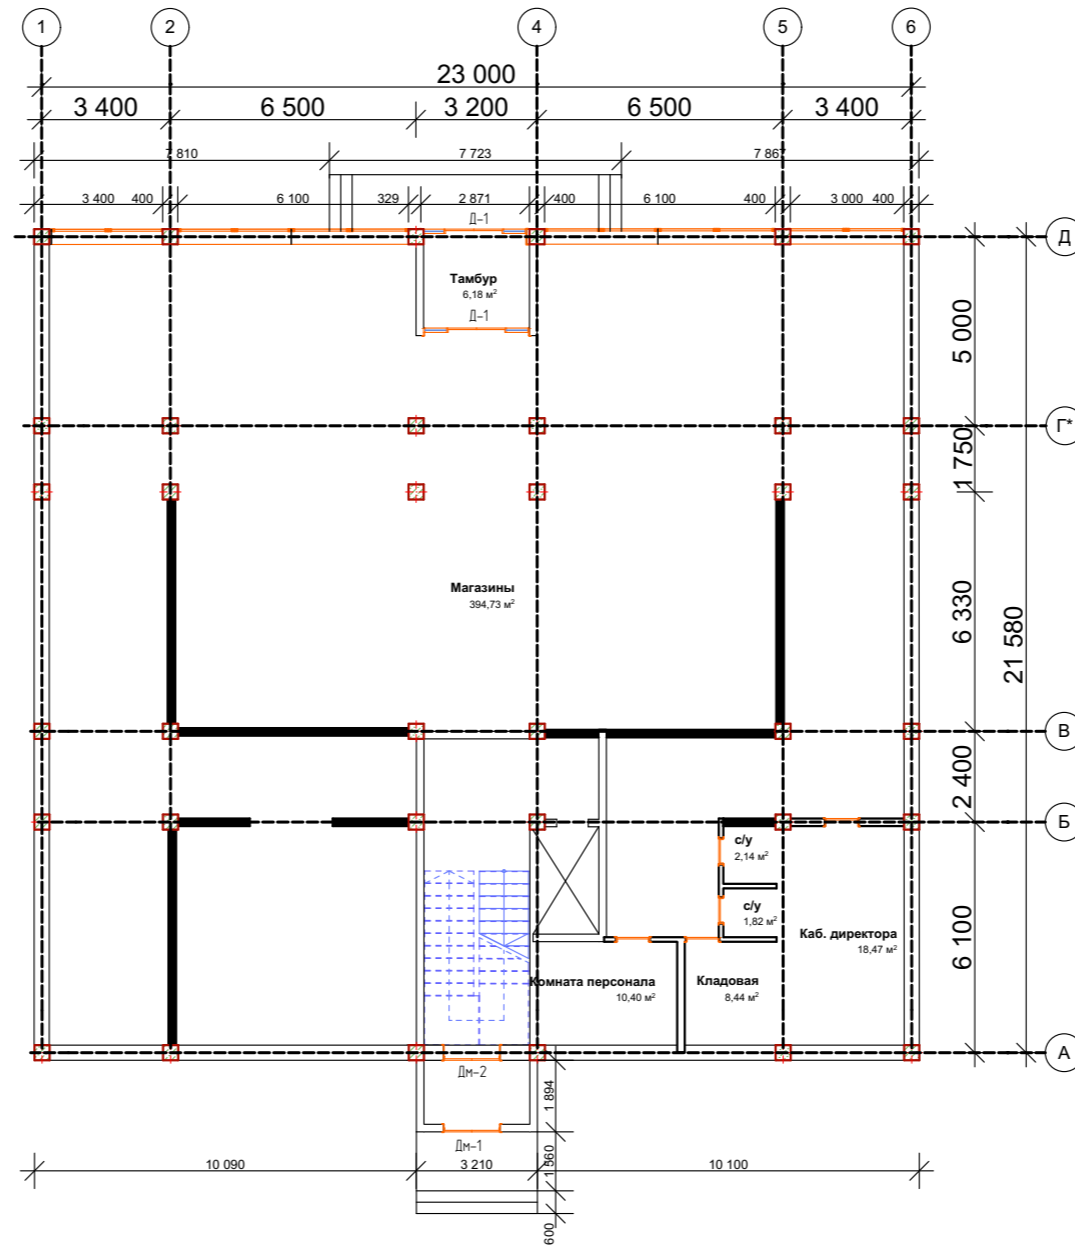 1 2 4 5 6
23 000
3 400 6 500 3 200 6 500 3 400
7 810 7 723 7 867
3 400 400 6 100 329 2 871 400 6 100 400 3 000 400
Д-1
Д
Тамбур
6,18 м²
Д-1
5 000
Г*
1 750
Магазины
394,73 м²
6 330
21 580
В
2 400
Б
с/у
2,14 м²
с/у
1,82 м²
Каб. директора
18,47 м²
6 100
Комната персонала
10,40 м²
Кладовая
8,44 м²
А
Дм-2
1 894
Дм-1
10 090 3 210 1 560 10 100
600